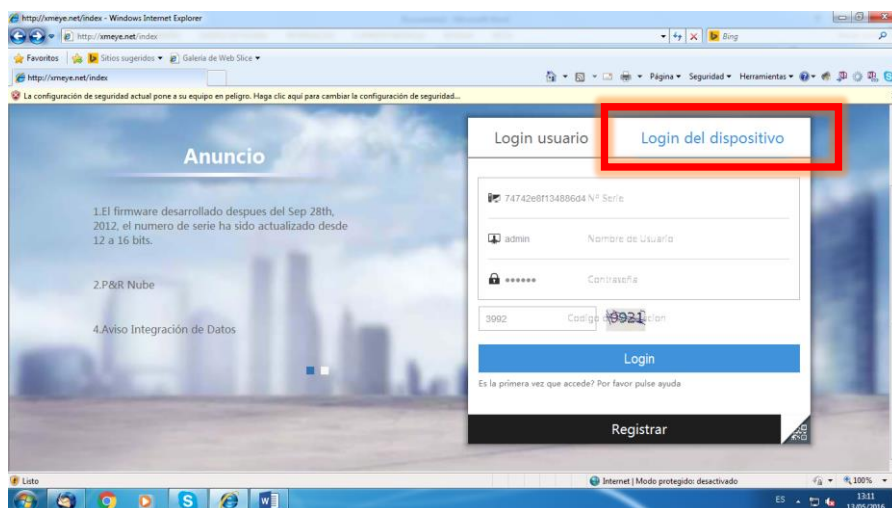 http://xmeye.net/index - Windows Internet Explorer
http://xmeye.net/index
Bing
Favoritos
Sitios sugeridos
Galería de Web Slice
http://xmeye.net/index
Página
Seguridad
Herramientas
La configuración de seguridad actual pone a su equipo en peligro. Haga clic aquí para cambiar la configuración de seguridad...
Anuncio
1.El firmware desarrollado despues del Sep 28th,
2012, el numero de serie ha sido actualizado desde
12 a 16 bits.
2.P&R Nube
4.Aviso Integración de Datos
Login usuario
Login del dispositivo
74742e6f134886d4 Nº Serie
admin
Nombre de Usuario
••••••
Contraseña
3992
Codigo
3921
Login
Es la primera vez que accede? Por favor pulse ayuda
Registrar
Listo
Internet | Modo protegido: desactivado
100%
ES
13:11
13/05/2016